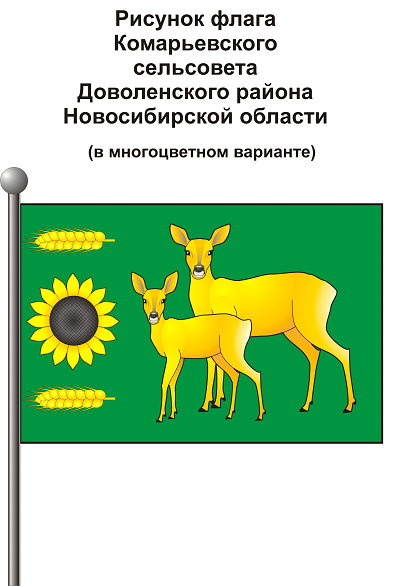 Рисунок флага
Комарьевского
сельсовета
Доволенского района
Новосибирской области
(в многоцветном варианте)